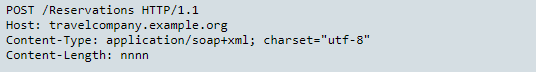 POST /Reservations HTTP/1.1
Host: travelcompany.example.org
Content-Type: application/soap+xml; charset="utf-8"
Content-Length: nnnn